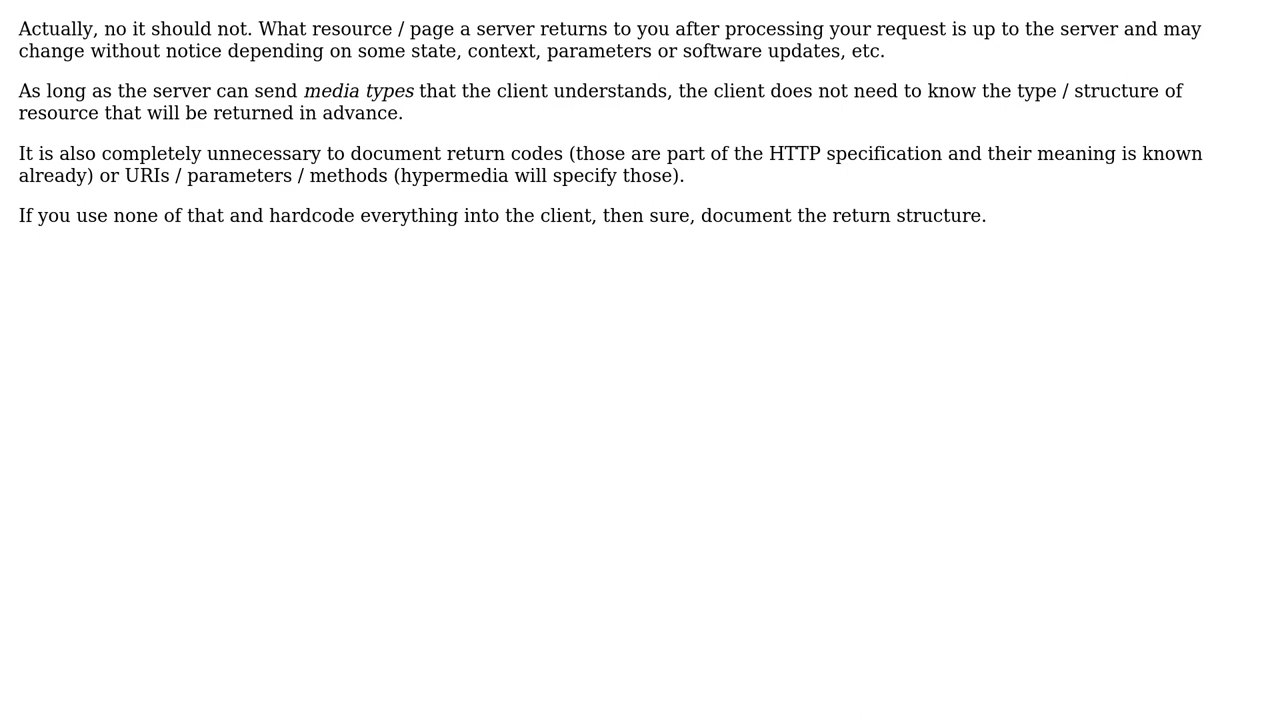 Actually, no it should not. What resource / page a server returns to you after processing your request is up to the server and may
change without notice depending on some state, context, parameters or software updates, etc.
As long as the server can send media types that the client understands, the client does not need to know the type / structure of
resource that will be returned in advance.
It is also completely unnecessary to document return codes (those are part of the HTTP specification and their meaning is known
already) or URIs / parameters / methods (hypermedia will specify those).
If you use none of that and hardcode everything into the client, then sure, document the return structure.